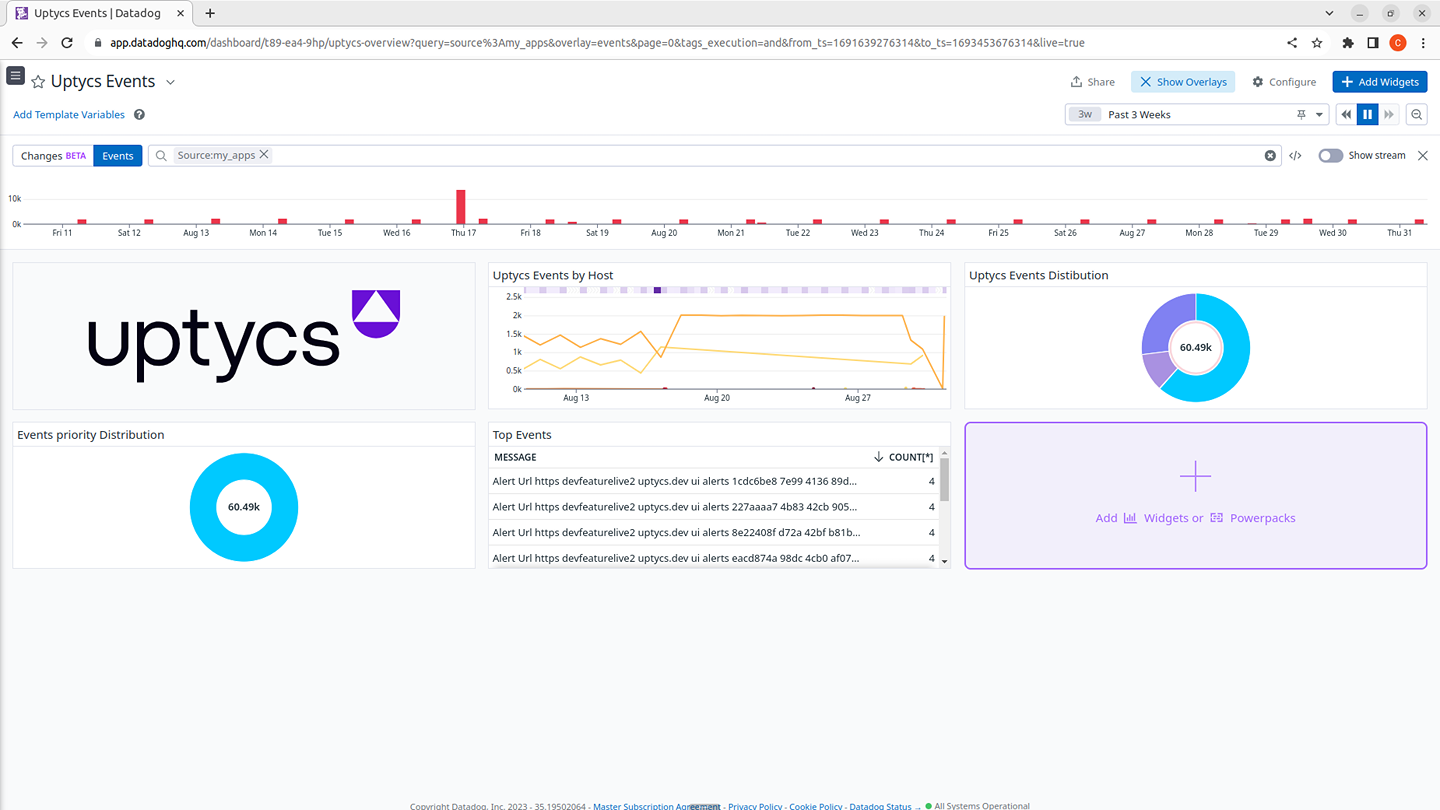 Uptycs Events | Datadog
app.datadoghq.com/dashboard/t89-ea4-9hp/uptycs-overview?query=source%3Amy_apps&overlay=events&page=0&tags_execution=and&from_ts=1691639276314&to_ts=1693453676314&live=true
C
Uptycs Events
Share
Show Overlays
Configure
Add Widgets
Add Template Variables
3w Past 3 Weeks
Changes BETA
Events
Source:my_apps
Show stream
10k
0k
Fri 11 Sat 12 Aug 13 Mon 14 Tue 15 Wed 16 Thu 17 Fri 18 Sat 19 Aug 20 Mon 21 Tue 22 Wed 23 Thu 24 Fri 25 Sat 26 Aug 27 Mon 28 Tue 29 Wed 30 Thu 31
uptycs
Uptycs Events by Host
2.5k
2k
1.5k
1k
0.5k
0k
Aug 13 Aug 20 Aug 27
Uptycs Events Distibution
60.49k
Events priority Distribution
60.49k
Top Events
MESSAGE COUNT[*]
Alert Url https devfeaturelive2 uptycs.dev ui alerts 1cdc6be8 7e99 4136 89d... 4
Alert Url https devfeaturelive2 uptycs.dev ui alerts 227aaaa7 4b83 42cb 905... 4
Alert Url https devfeaturelive2 uptycs.dev ui alerts 8e22408f d72a 42bf b81b... 4
Alert Url https devfeaturelive2 uptycs.dev ui alerts eacd874a 98dc 4cb0 af07... 4
Add Widgets or Powerpacks
Copyright Datadog, Inc. 2023 - 35.19502064 - Master Subscription Agreement - Privacy Policy - Cookie Policy - Datadog Status → All Systems Operational